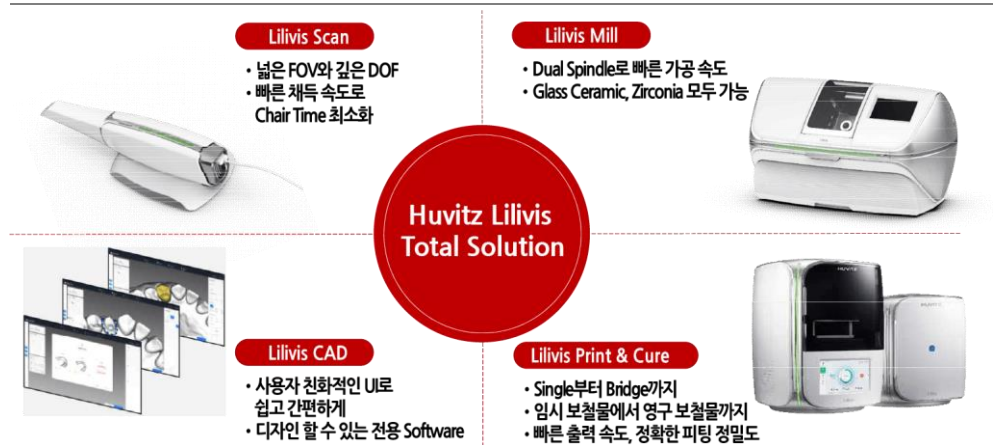 Lilivis Scan
· 넓은 FOV와 깊은 DOF
· 빠른 채득 속도로
Chair Time 최소화
Lilivis Mill
· Dual Spindle로 빠른 가공 속도
· Glass Ceramic, Zirconia 모두 가능
Huvitz Lilivis
Total Solution
Lilivis CAD
· 사용자 친화적인 UI로
쉽고 간편하게
· 디자인 할 수 있는 전용 Software
Lilivis Print & Cure
· Single부터 Bridge까지
· 임시 보철물에서 영구 보철물까지
· 빠른 출력 속도, 정확한 피팅 정밀도
HUVITZ
HUVITZ